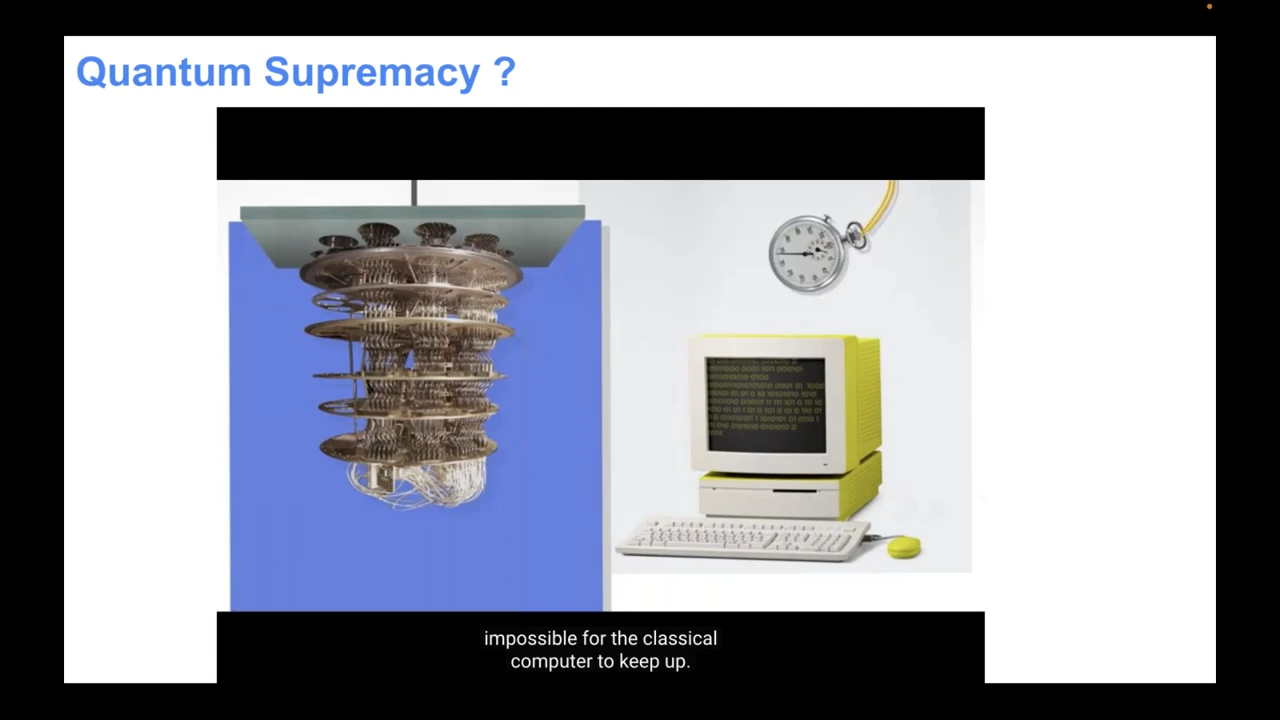 Quantum Supremacy ?
impossible for the classical
computer to keep up.